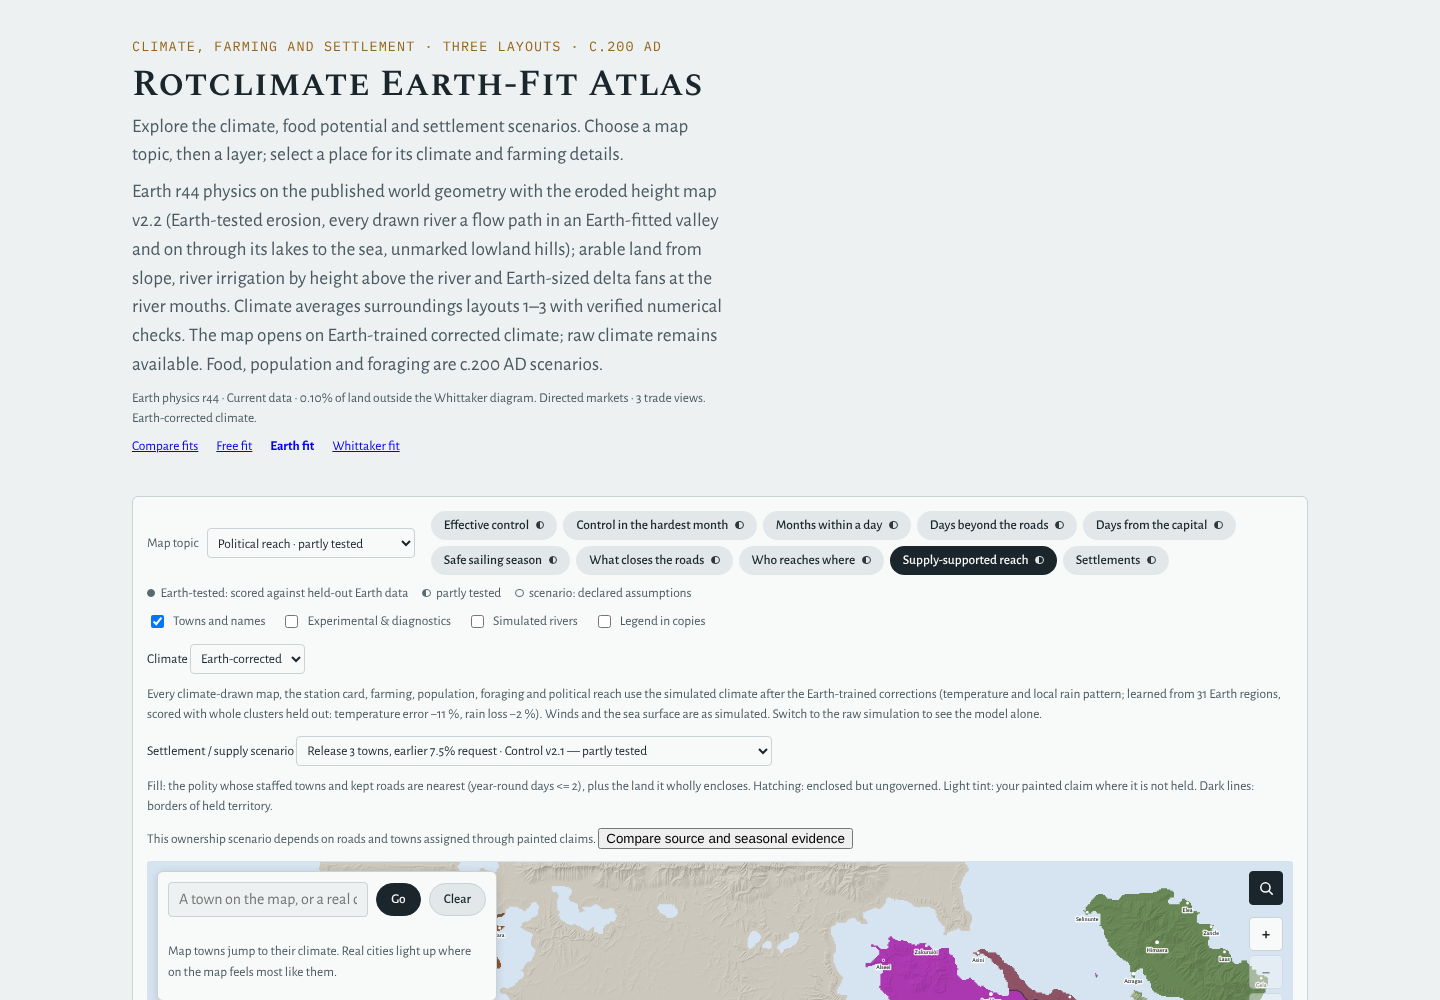 CLIMATE, FARMING AND SETTLEMENT · THREE LAYOUTS · C.200 AD
Rotclimate Earth-Fit Atlas
Explore the climate, food potential and settlement scenarios. Choose a map
topic, then a layer; select a place for its climate and farming details.
Earth r44 physics on the published world geometry with the eroded height map
v2.2 (Earth-tested erosion, every drawn river a flow path in an Earth-fitted valley
and on through its lakes to the sea, unmarked lowland hills); arable land from
slope, river irrigation by height above the river and Earth-sized delta fans at the
river mouths. Climate averages surroundings layouts 1–3 with verified numerical
checks. The map opens on Earth-trained corrected climate; raw climate remains
available. Food, population and foraging are c.200 AD scenarios.
Earth physics r44 · Current data · 0.10% of land outside the Whittaker diagram. Directed markets · 3 trade views.
Earth-corrected climate.
Compare fits Free fit Earth fit Whittaker fit
Map topic Political reach · partly tested
Effective control Control in the hardest month Months within a day Days beyond the roads Days from the capital
Safe sailing season What closes the roads Who reaches where Supply-supported reach Settlements
Earth-tested: scored against held-out Earth data partly tested scenario: declared assumptions
Towns and names Experimental & diagnostics Simulated rivers Legend in copies
Climate Earth-corrected
Every climate-drawn map, the station card, farming, population, foraging and political reach use the simulated climate after the Earth-trained corrections (temperature and local rain pattern; learned from 31 Earth regions,
scored with whole clusters held out: temperature error −11 %, rain loss −2 %). Winds and the sea surface are as simulated. Switch to the raw simulation to see the model alone.
Settlement / supply scenario Release 3 towns, earlier 7.5% request · Control v2.1 — partly tested
Fill: the polity whose staffed towns and kept roads are nearest (year-round days <= 2), plus the land it wholly encloses. Hatching: enclosed but ungoverned. Light tint: your painted claim where it is not held. Dark lines:
borders of held territory.
This ownership scenario depends on roads and towns assigned through painted claims. Compare source and seasonal evidence
A town on the map, or a real c Go Clear
Map towns jump to their climate. Real cities light up where
on the map feels most like them.
+
−
Selinunte
Eleu
Zancle
Himaera
Laus
Acragas
Gela
Zakuruxi
Alseei
Asini